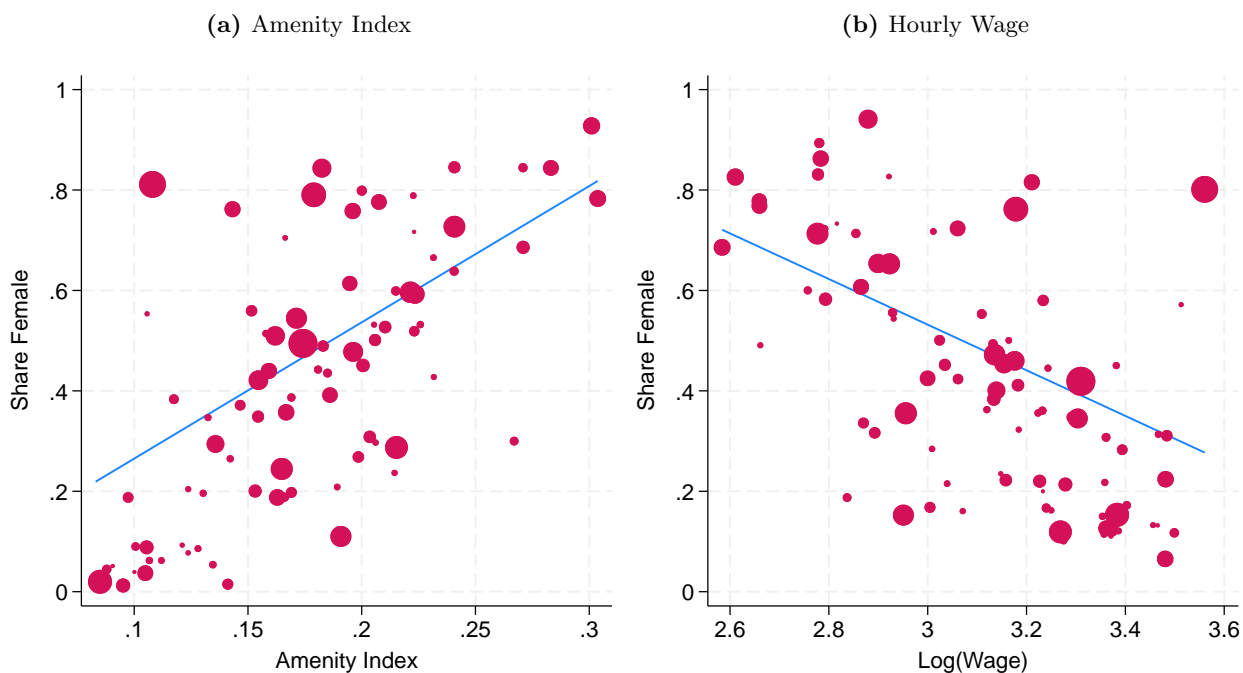 (a) Amenity Index
(b) Hourly Wage
Share Female
1
.8
.6
.4
.2
0
.1 .15 .2 .25 .3
Amenity Index
Share Female
1
.8
.6
.4
.2
0
2.6 2.8 3 3.2 3.4 3.6
Log(Wage)